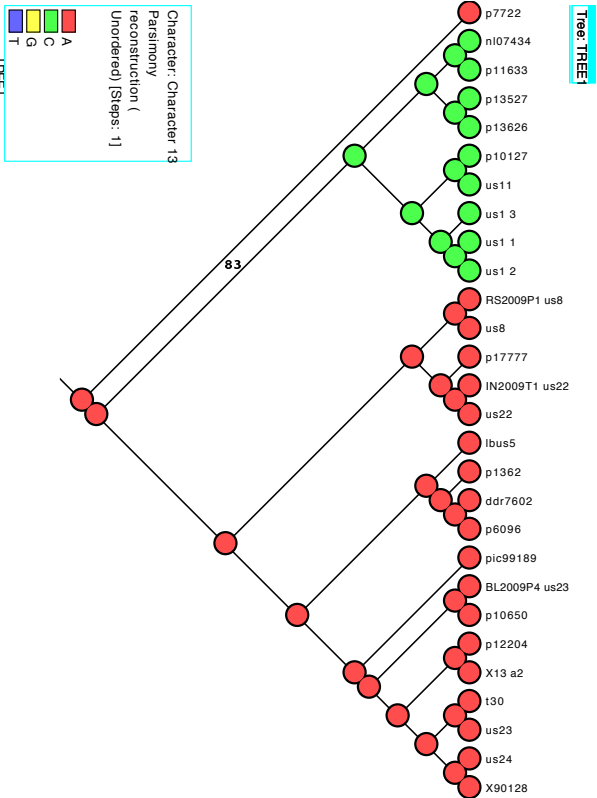 Tree: TREE1
p7722
nl07434
p11633
p13527
p13626
p10127
us11
us1 3
us1 1
us1 2
RS2009P1 us8
us8
p17777
IN2009T1 us22
us22
lbus5
p1362
ddr7602
p6096
pic99189
BL2009P4 us23
p10650
p12204
X13 a2
t30
us23
us24
X90128
83
Character: Character 13
Parsimony
reconstruction (
Unordered) [Steps: 1]
A
C
G
T